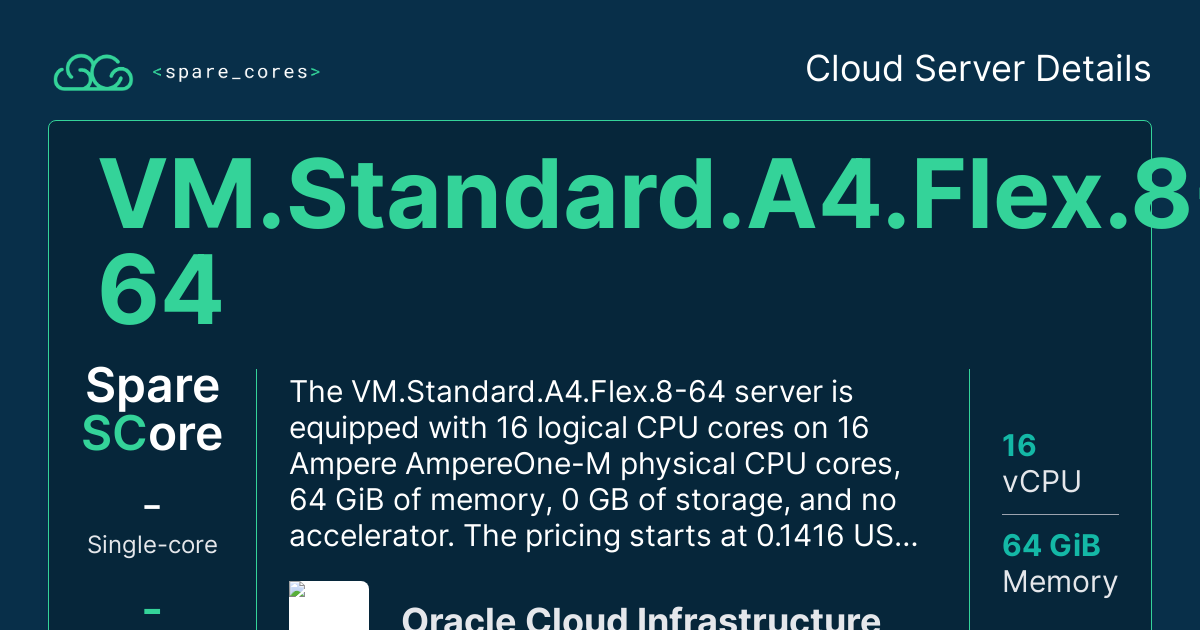 <spare_cores>
Cloud Server Details
VM.Standard.A4.Flex.8
64
Spare
SCore
–
Single-core
–
The VM.Standard.A4.Flex.8-64 server is
equipped with 16 logical CPU cores on 16
Ampere AmpereOne-M physical CPU cores,
64 GiB of memory, 0 GB of storage, and no
accelerator. The pricing starts at 0.1416 US...
Oracle Cloud Infrastructure
16
vCPU
64 GiB
Memory